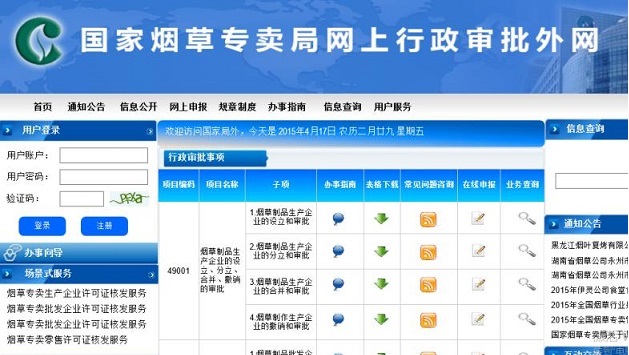 国家烟草专卖局网上行政审批外网
首页 通知公告 信息公开 网上申报 规章制度 办事指南 信息查询 用户服务
用户登录
用户账户：
用户密码：
验证码：
登录 注册
办事向导
场景式服务
烟草专卖生产企业许可证核发服务
烟草专卖批发企业许可证核发服务
烟草专卖批发企业许可证核发服务
烟草专卖零售许可证核发服务
欢迎访问国家局外，今天是 2015年4月17日 农历二月廿九 星期五
行政审批事项
项目编码 项目名称 子项 办事指南 表格下载 常见问题咨询 在线申报 业务查询
49001
烟草制品生
产企业的设
立、分立、
合并、撤销
的审批
1.烟草制品生产企
业的设立和审批
2.烟草制品生产企
业的分立和审批
3.烟草制品生产企
业的合并和审批
4.烟草制作生产企
业的撤销和审批
1.烟草制品批发企
信息查询
通知公告
黑龙江烟叶复烤有限公
湖南省烟草公司永州市
湖南省烟草公司永州市
2015年伊灵公司食堂
2015年全国烟草行业
2015年全国烟草专卖
国家烟草专卖局关于
互动交流